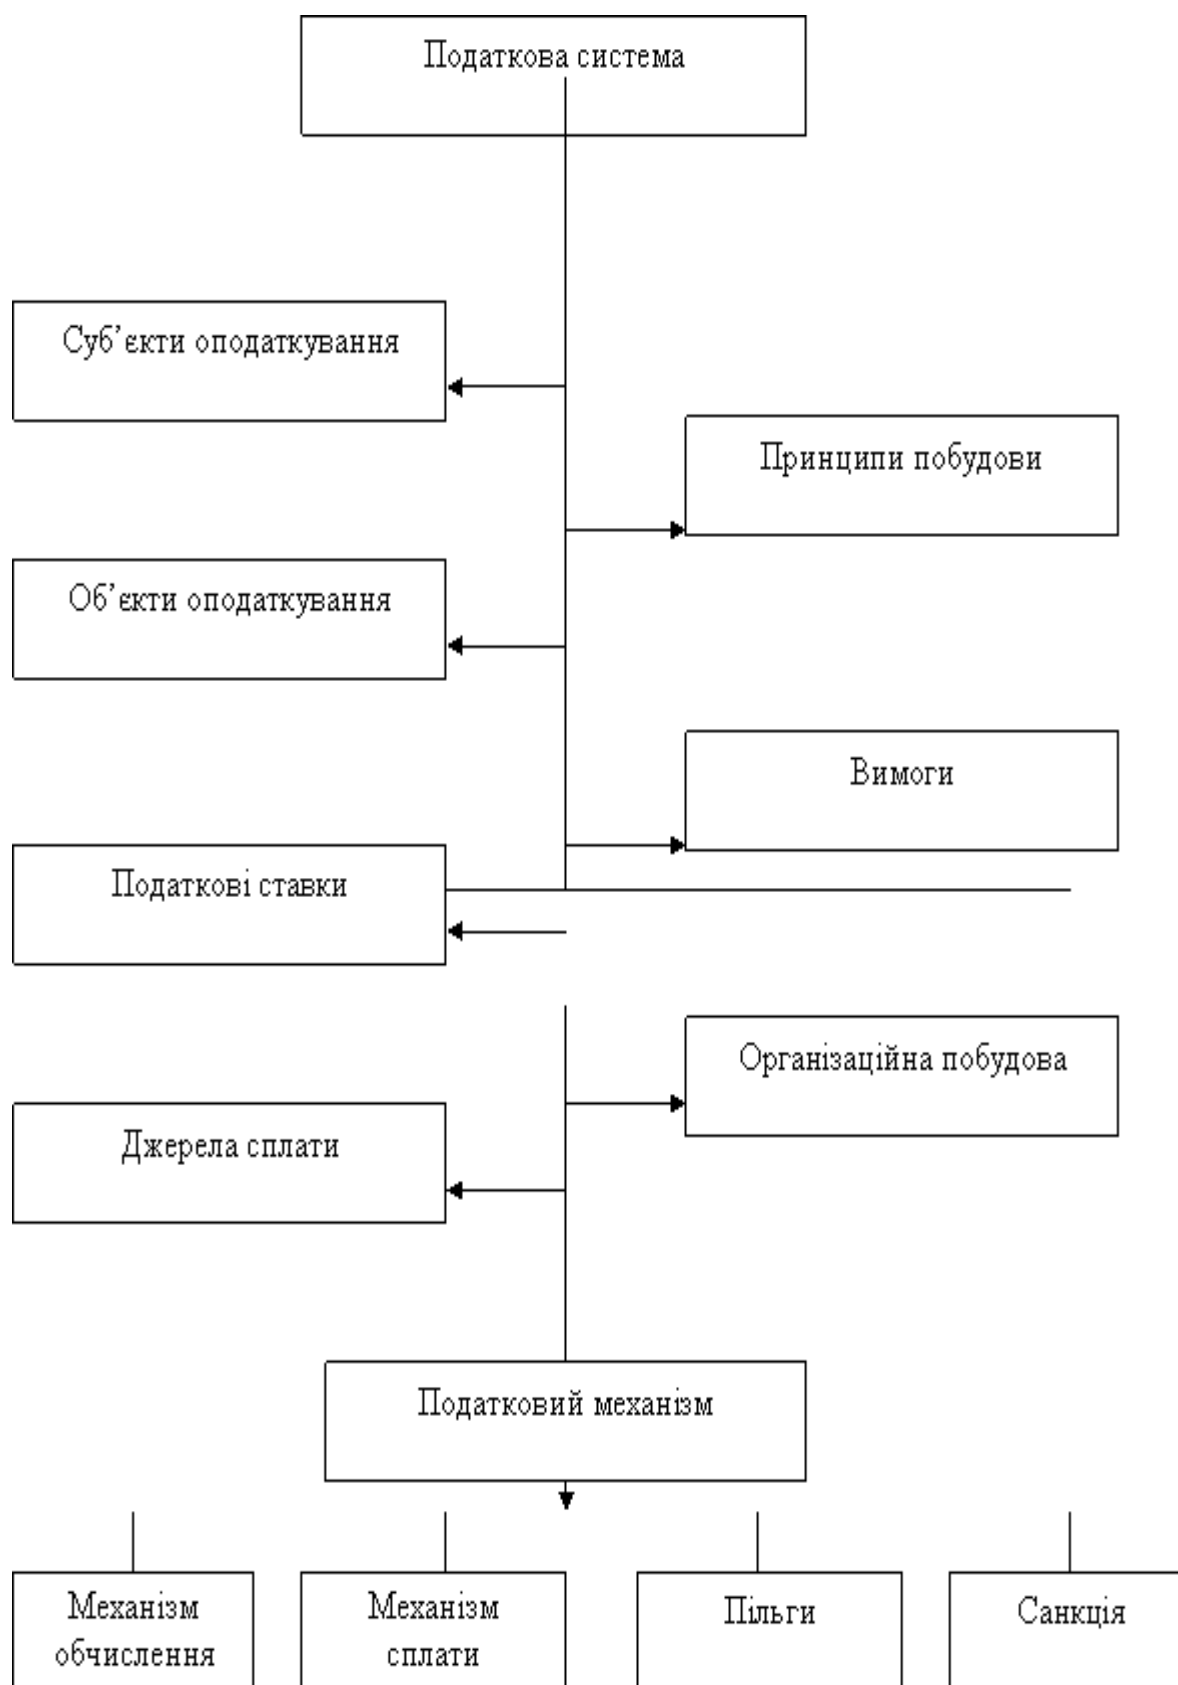 Податкова система
Суб’єкти оподаткування
Принципи побудови
Об’єкти оподаткування
Вимоги
Податкові ставки
Організаційна побудова
Джерела сплати
Податковий механізм
Механізм
обчислення
Механізм
сплати
Пільги
Санкція